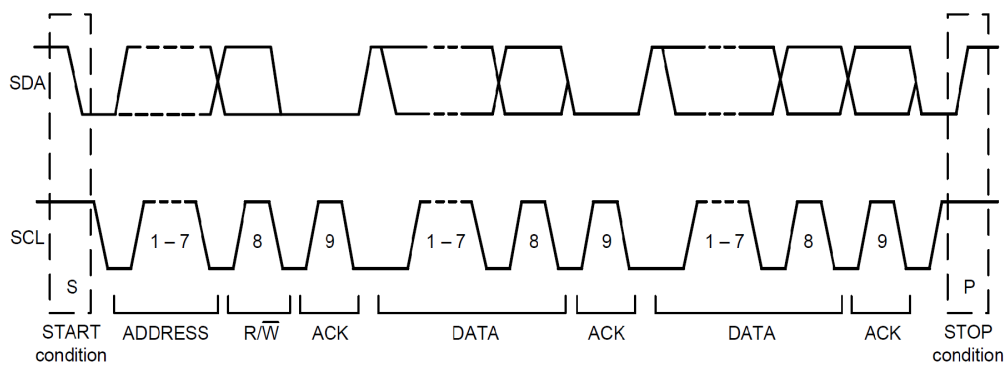 SDA
SCL
1 – 7 8 9 1 – 7 8 9 1 – 7 8 9
S P
START ADDRESS R/W̅ ACK DATA ACK DATA ACK STOP
condition condition